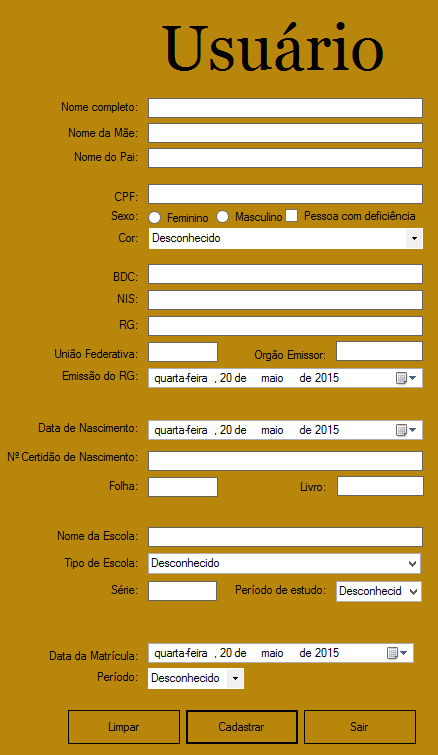 Usuário
Nome completo:
Nome da Mãe:
Nome do Pai:
CPF:
Sexo: Feminino Masculino Pessoa com deficiência
Cor: Desconhecido
BDC:
NIS:
RG:
União Federativa: Orgão Emissor:
Emissão do RG: quarta-feira , 20 de maio de 2015
Data de Nascimento: quarta-feira , 20 de maio de 2015
Nº Certidão de Nascimento:
Folha: Livro:
Nome da Escola:
Tipo de Escola: Desconhecido
Série: Período de estudo: Desconhecid
Data da Matrícula: quarta-feira , 20 de maio de 2015
Período: Desconhecido
Limpar Cadastrar Sair